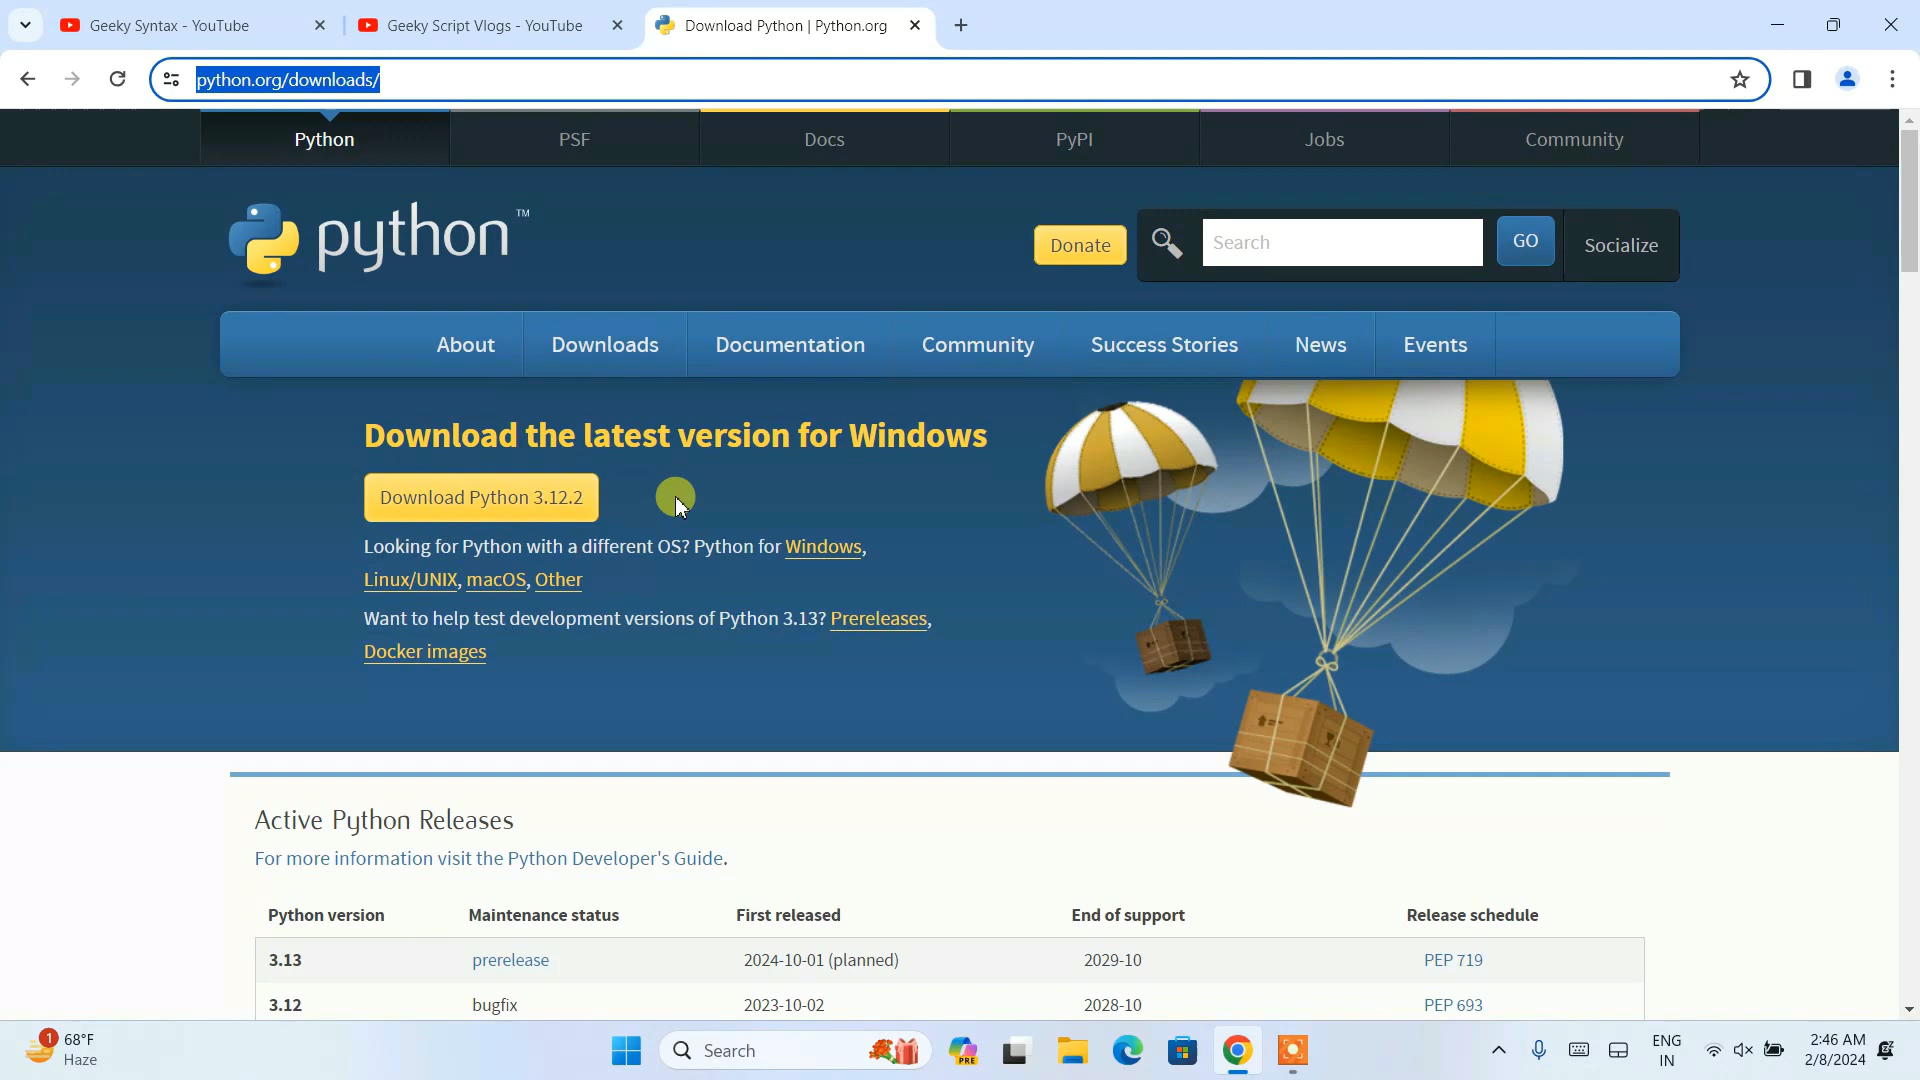 Geeky Syntax - YouTube
Geeky Script Vlogs - YouTube
Download Python | Python.org
python.org/downloads/
Python
PSF
Docs
PyPI
Jobs
Community
python™
Donate
Search
GO
Socialize
About
Downloads
Documentation
Community
Success Stories
News
Events
Download the latest version for Windows
Download Python 3.12.2
Looking for Python with a different OS? Python for Windows,
Linux/UNIX, macOS, Other
Want to help test development versions of Python 3.13? Prereleases,
Docker images
Active Python Releases
For more information visit the Python Developer's Guide.
Python version Maintenance status First released End of support Release schedule
3.13 prerelease 2024-10-01 (planned) 2029-10 PEP 719
3.12 bugfix 2023-10-02 2028-10 PEP 693
1
68°F
Haze
Search
PRE
ENG
IN
2:46 AM
2/8/2024